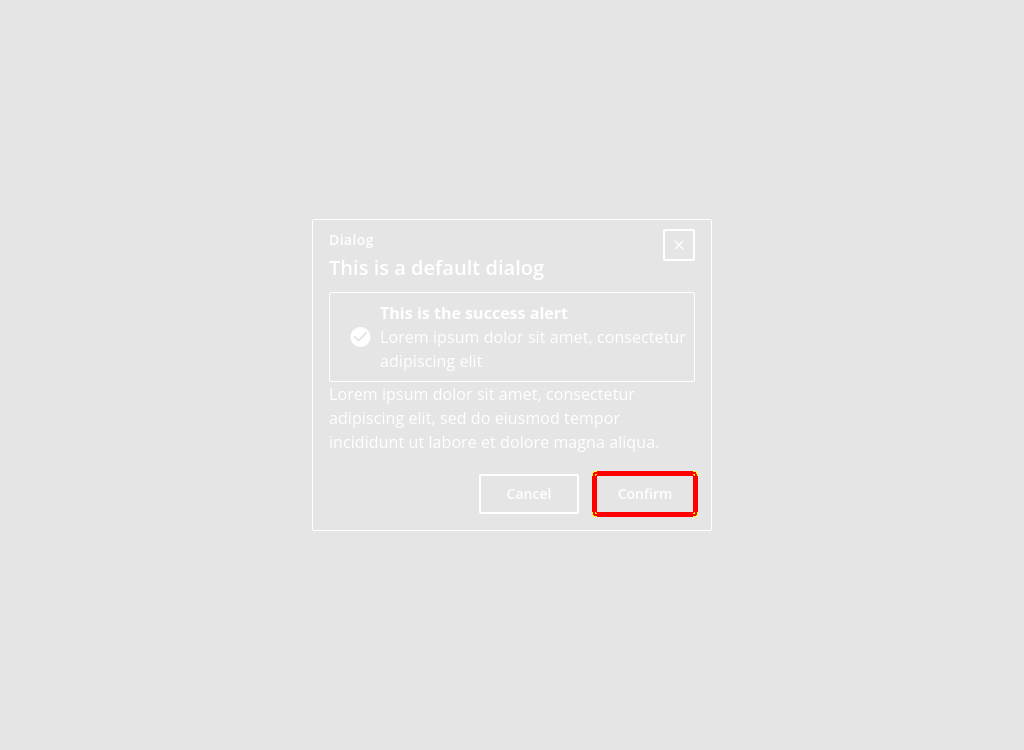 Dialog
This is a default dialog
This is the success alert
Lorem ipsum dolor sit amet, consectetur
adipiscing elit
Lorem ipsum dolor sit amet, consectetur
adipiscing elit, sed do eiusmod tempor
incididunt ut labore et dolore magna aliqua.
Cancel Confirm